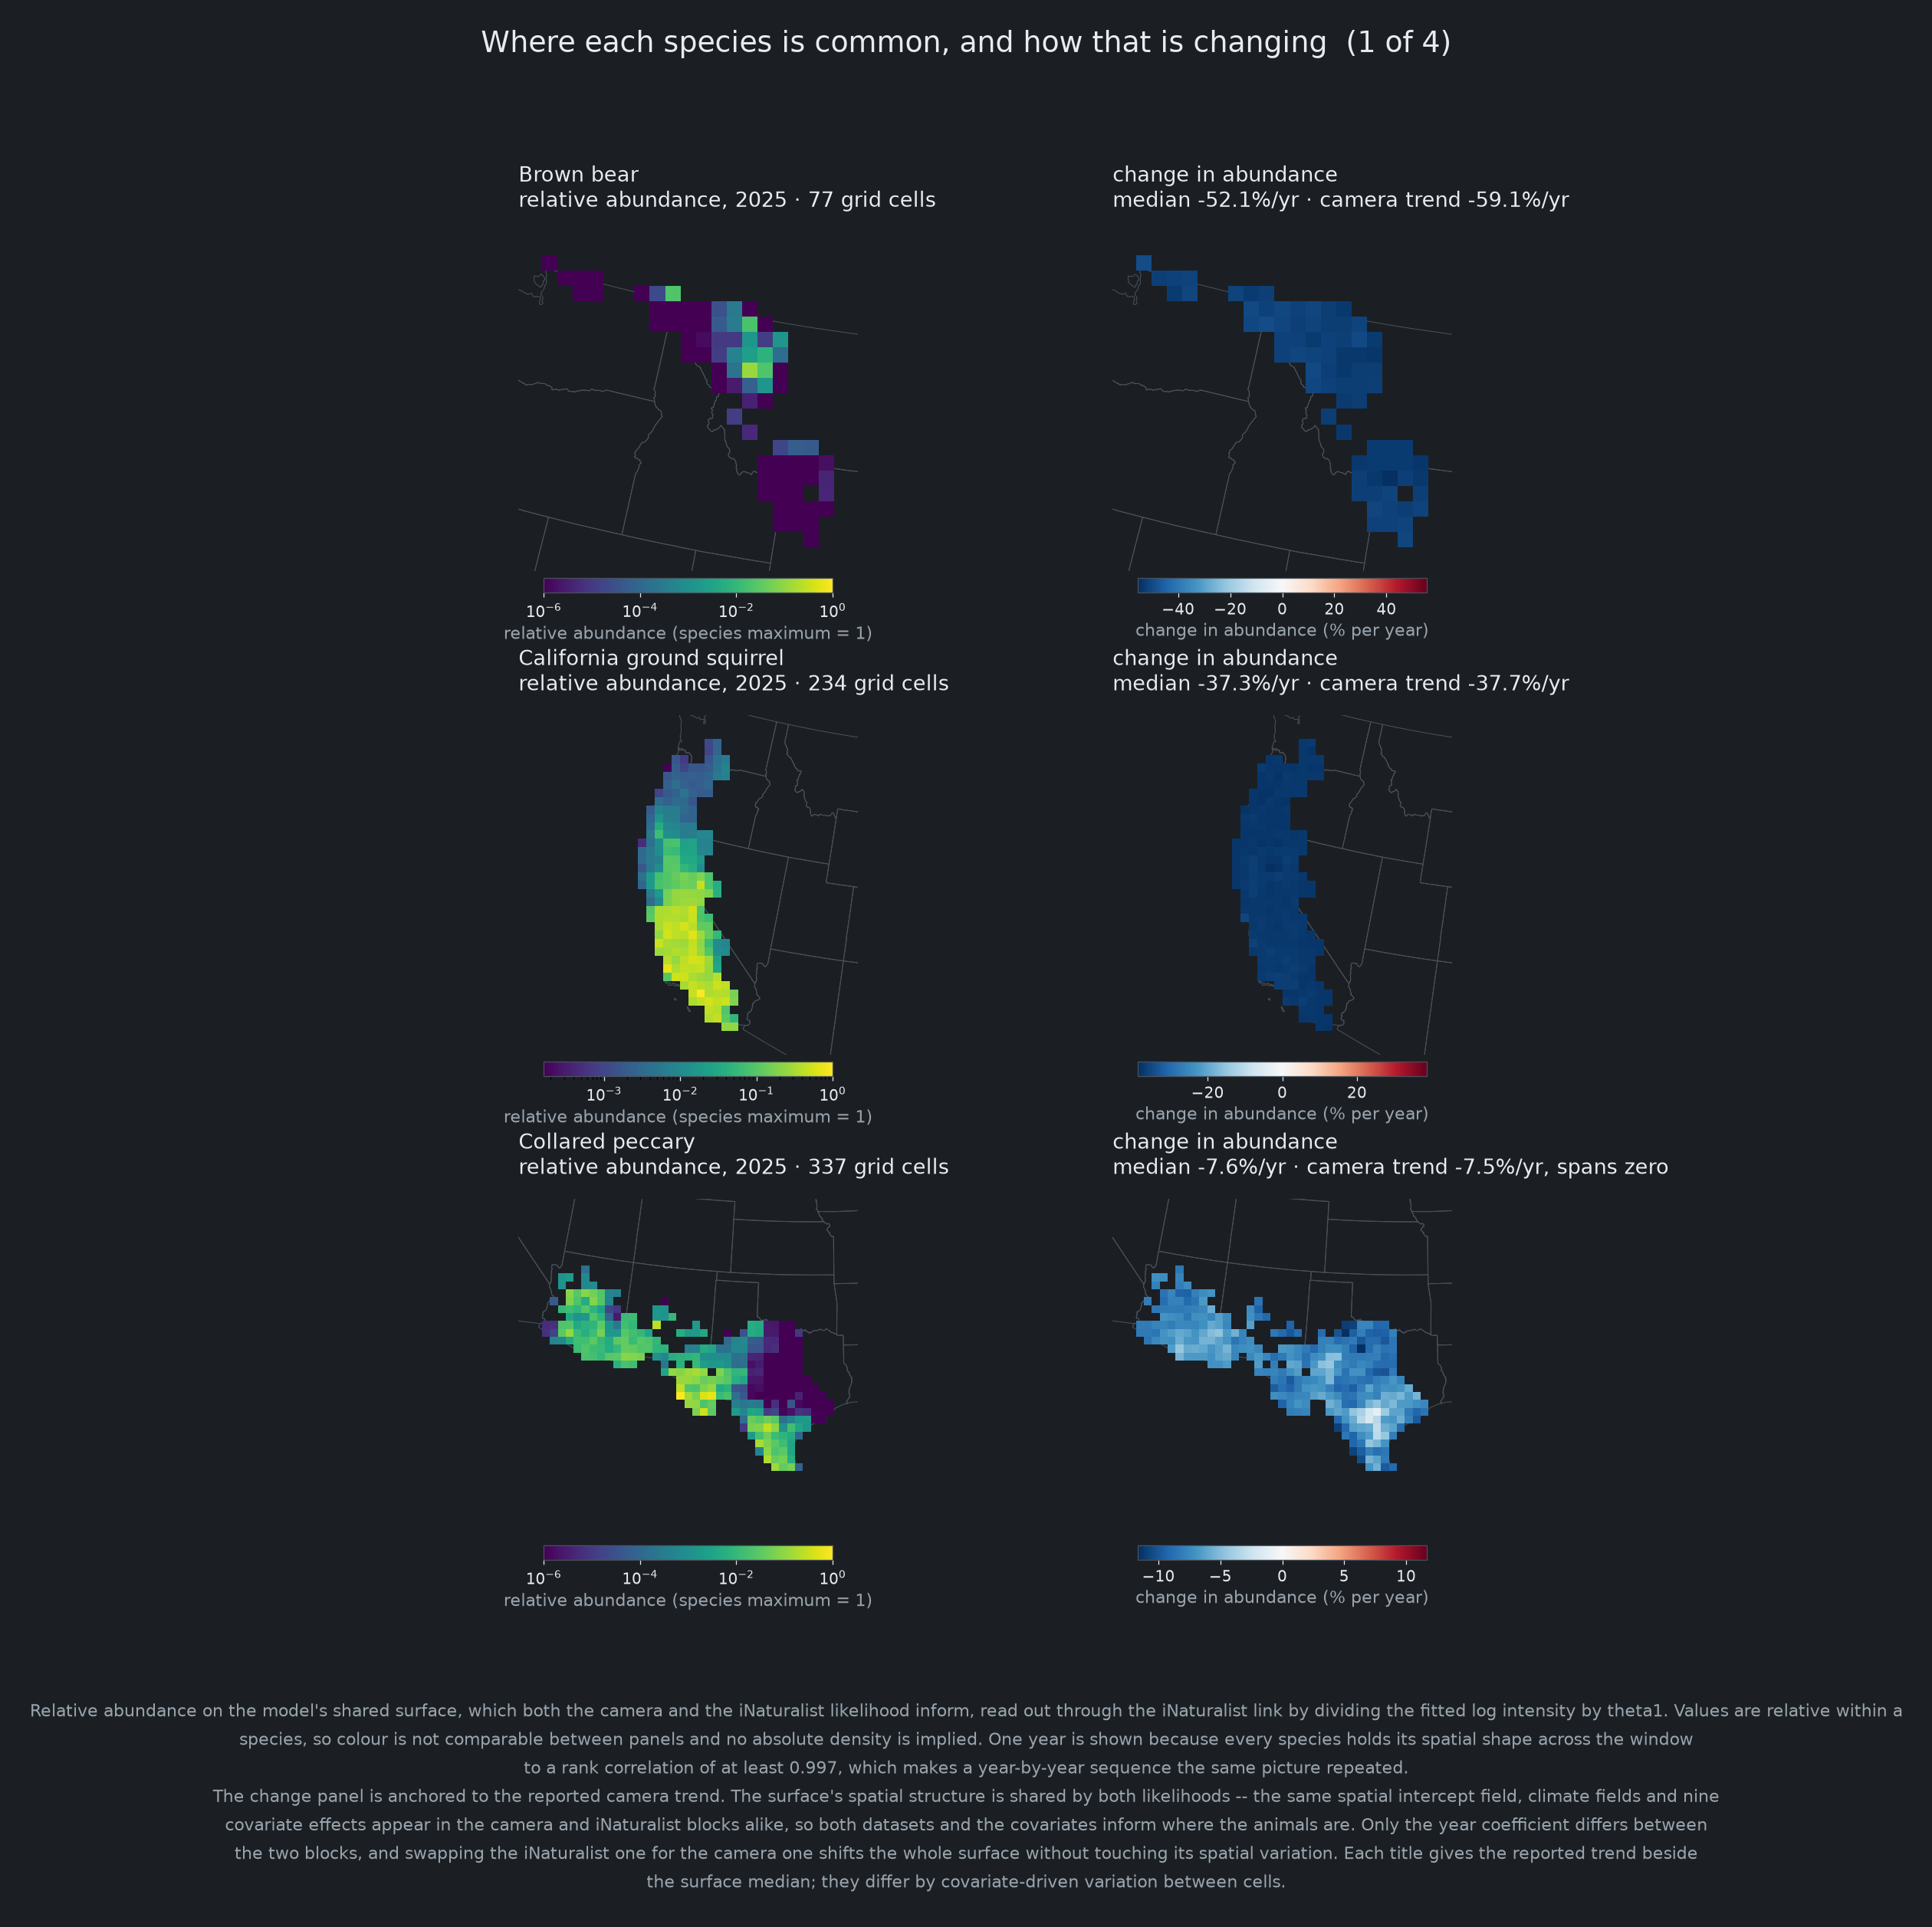 Where each species is common, and how that is changing  (1 of 4)
Brown bear
relative abundance, 2025 · 77 grid cells
change in abundance
median -52.1%/yr · camera trend -59.1%/yr
10⁻⁶ 10⁻⁴ 10⁻² 10⁰
relative abundance (species maximum = 1)
−40 −20 0 20 40
change in abundance (% per year)
California ground squirrel
relative abundance, 2025 · 234 grid cells
change in abundance
median -37.3%/yr · camera trend -37.7%/yr
10⁻³ 10⁻² 10⁻¹ 10⁰
relative abundance (species maximum = 1)
−20 0 20
change in abundance (% per year)
Collared peccary
relative abundance, 2025 · 337 grid cells
change in abundance
median -7.6%/yr · camera trend -7.5%/yr, spans zero
10⁻⁶ 10⁻⁴ 10⁻² 10⁰
relative abundance (species maximum = 1)
−10 −5 0 5 10
change in abundance (% per year)
Relative abundance on the model's shared surface, which both the camera and the iNaturalist likelihood inform, read out through the iNaturalist link by dividing the fitted log intensity by theta1. Values are relative within a
species, so colour is not comparable between panels and no absolute density is implied. One year is shown because every species holds its spatial shape across the window
to a rank correlation of at least 0.997, which makes a year-by-year sequence the same picture repeated.
The change panel is anchored to the reported camera trend. The surface's spatial structure is shared by both likelihoods -- the same spatial intercept field, climate fields and nine
covariate effects appear in the camera and iNaturalist blocks alike, so both datasets and the covariates inform where the animals are. Only the year coefficient differs between
the two blocks, and swapping the iNaturalist one for the camera one shifts the whole surface without touching its spatial variation. Each title gives the reported trend beside
the surface median; they differ by covariate-driven variation between cells.